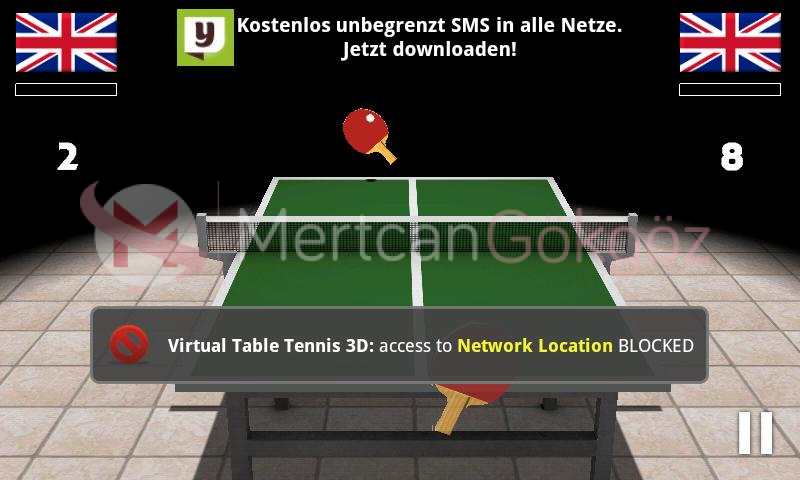 y
Kostenlos unbegrenzt SMS in alle Netze.
Jetzt downloaden!
2
8
MertcanGökgöz
Virtual Table Tennis 3D: access to Network Location BLOCKED